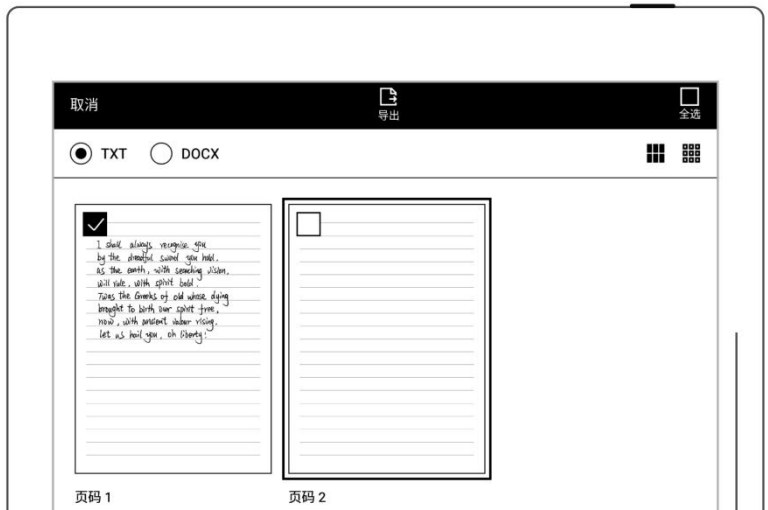 取消
导出
全选
TXT
DOCX
I shall always recognise you
by the dreadful sword you hold,
as the earth, with searching vision,
will rule, with spirit bold.
Twas the Greeks of old whose dying
brought to birth our spirit free,
now, with ancient valour rising,
let us hail you, oh liberty!
页码 1
页码 2